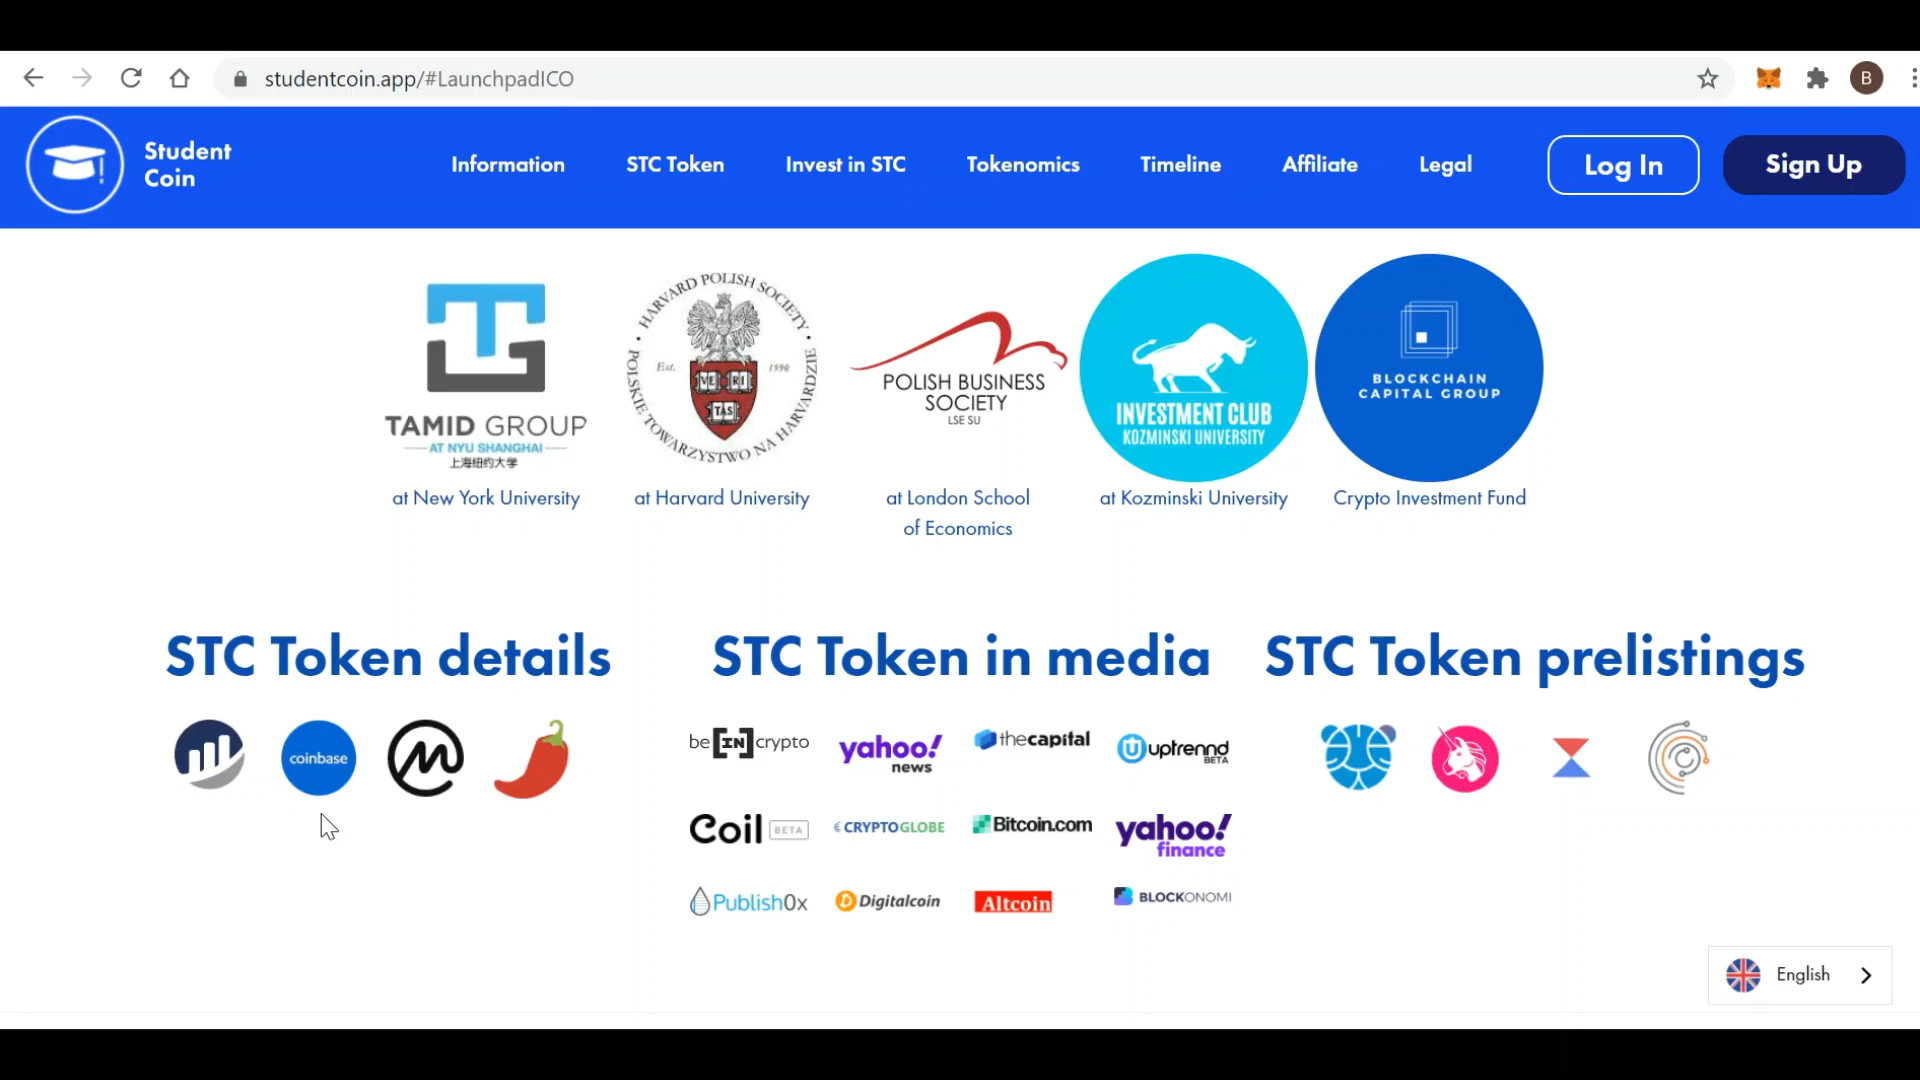 studentcoin.app/#LaunchpadICO
B
Student
Coin
Information
STC Token
Invest in STC
Tokenomics
Timeline
Affiliate
Legal
Log In
Sign Up
TAMID GROUP
AT NYU SHANGHAI
上海纽约大学
at New York University
HARVARD POLISH SOCIETY
Est. 1990
VE RI
TAS
POLSKIE TOWARZYSTWO NA HARVARDZIE
at Harvard University
POLISH BUSINESS
SOCIETY
LSE SU
at London School
of Economics
INVESTMENT CLUB
KOZMINSKI UNIVERSITY
at Kozminski University
BLOCKCHAIN
CAPITAL GROUP
Crypto Investment Fund
STC Token details
coinbase
STC Token in media
be[IN]crypto
yahoo!
news
thecapital
uptrennd
BETA
Coil BETA
CRYPTOGLOBE
Bitcoin.com
yahoo!
finance
Publish0x
Digitalcoin
Altcoin
BLOCKONOMI
STC Token prelistings
English